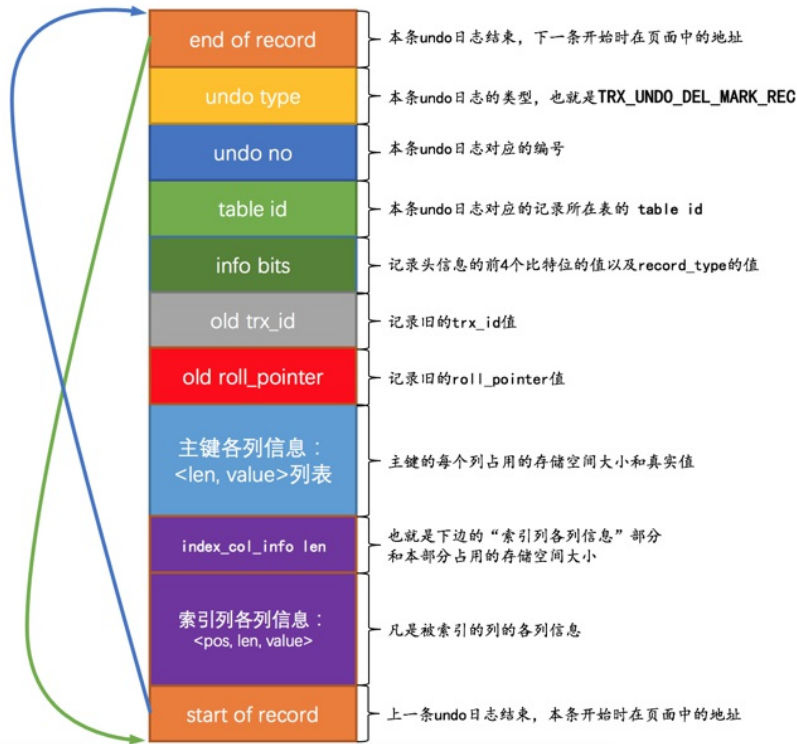 end of record
本条undo日志结束，下一条开始时在页面中的地址
undo type
本条undo日志的类型，也就是TRX_UNDO_DEL_MARK_REC
undo no
本条undo日志对应的编号
table id
本条undo日志对应的记录所在表的 table id
info bits
记录头信息的前4个比特位的值以及record_type的值
old trx_id
记录旧的trx_id值
old roll_pointer
记录旧的roll_pointer值
主键各列信息：
<len, value>列表
主键的每个列占用的存储空间大小和真实值
index_col_info len
也就是下边的“索引列各列信息”部分
和本部分占用的存储空间大小
索引列各列信息：
<pos, len, value>
凡是被索引的列的各列信息
start of record
上一条undo日志结束，本条开始时在页面中的地址